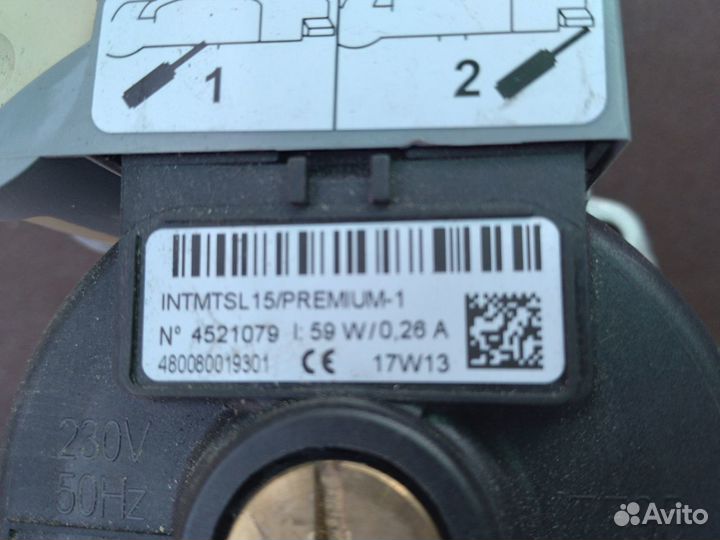 1 2
INTMTSL15/PREMIUM-1
N° 4521079 I: 59 W/0,26 A
480080019301 CE 17W13
230V
50Hz
Avito